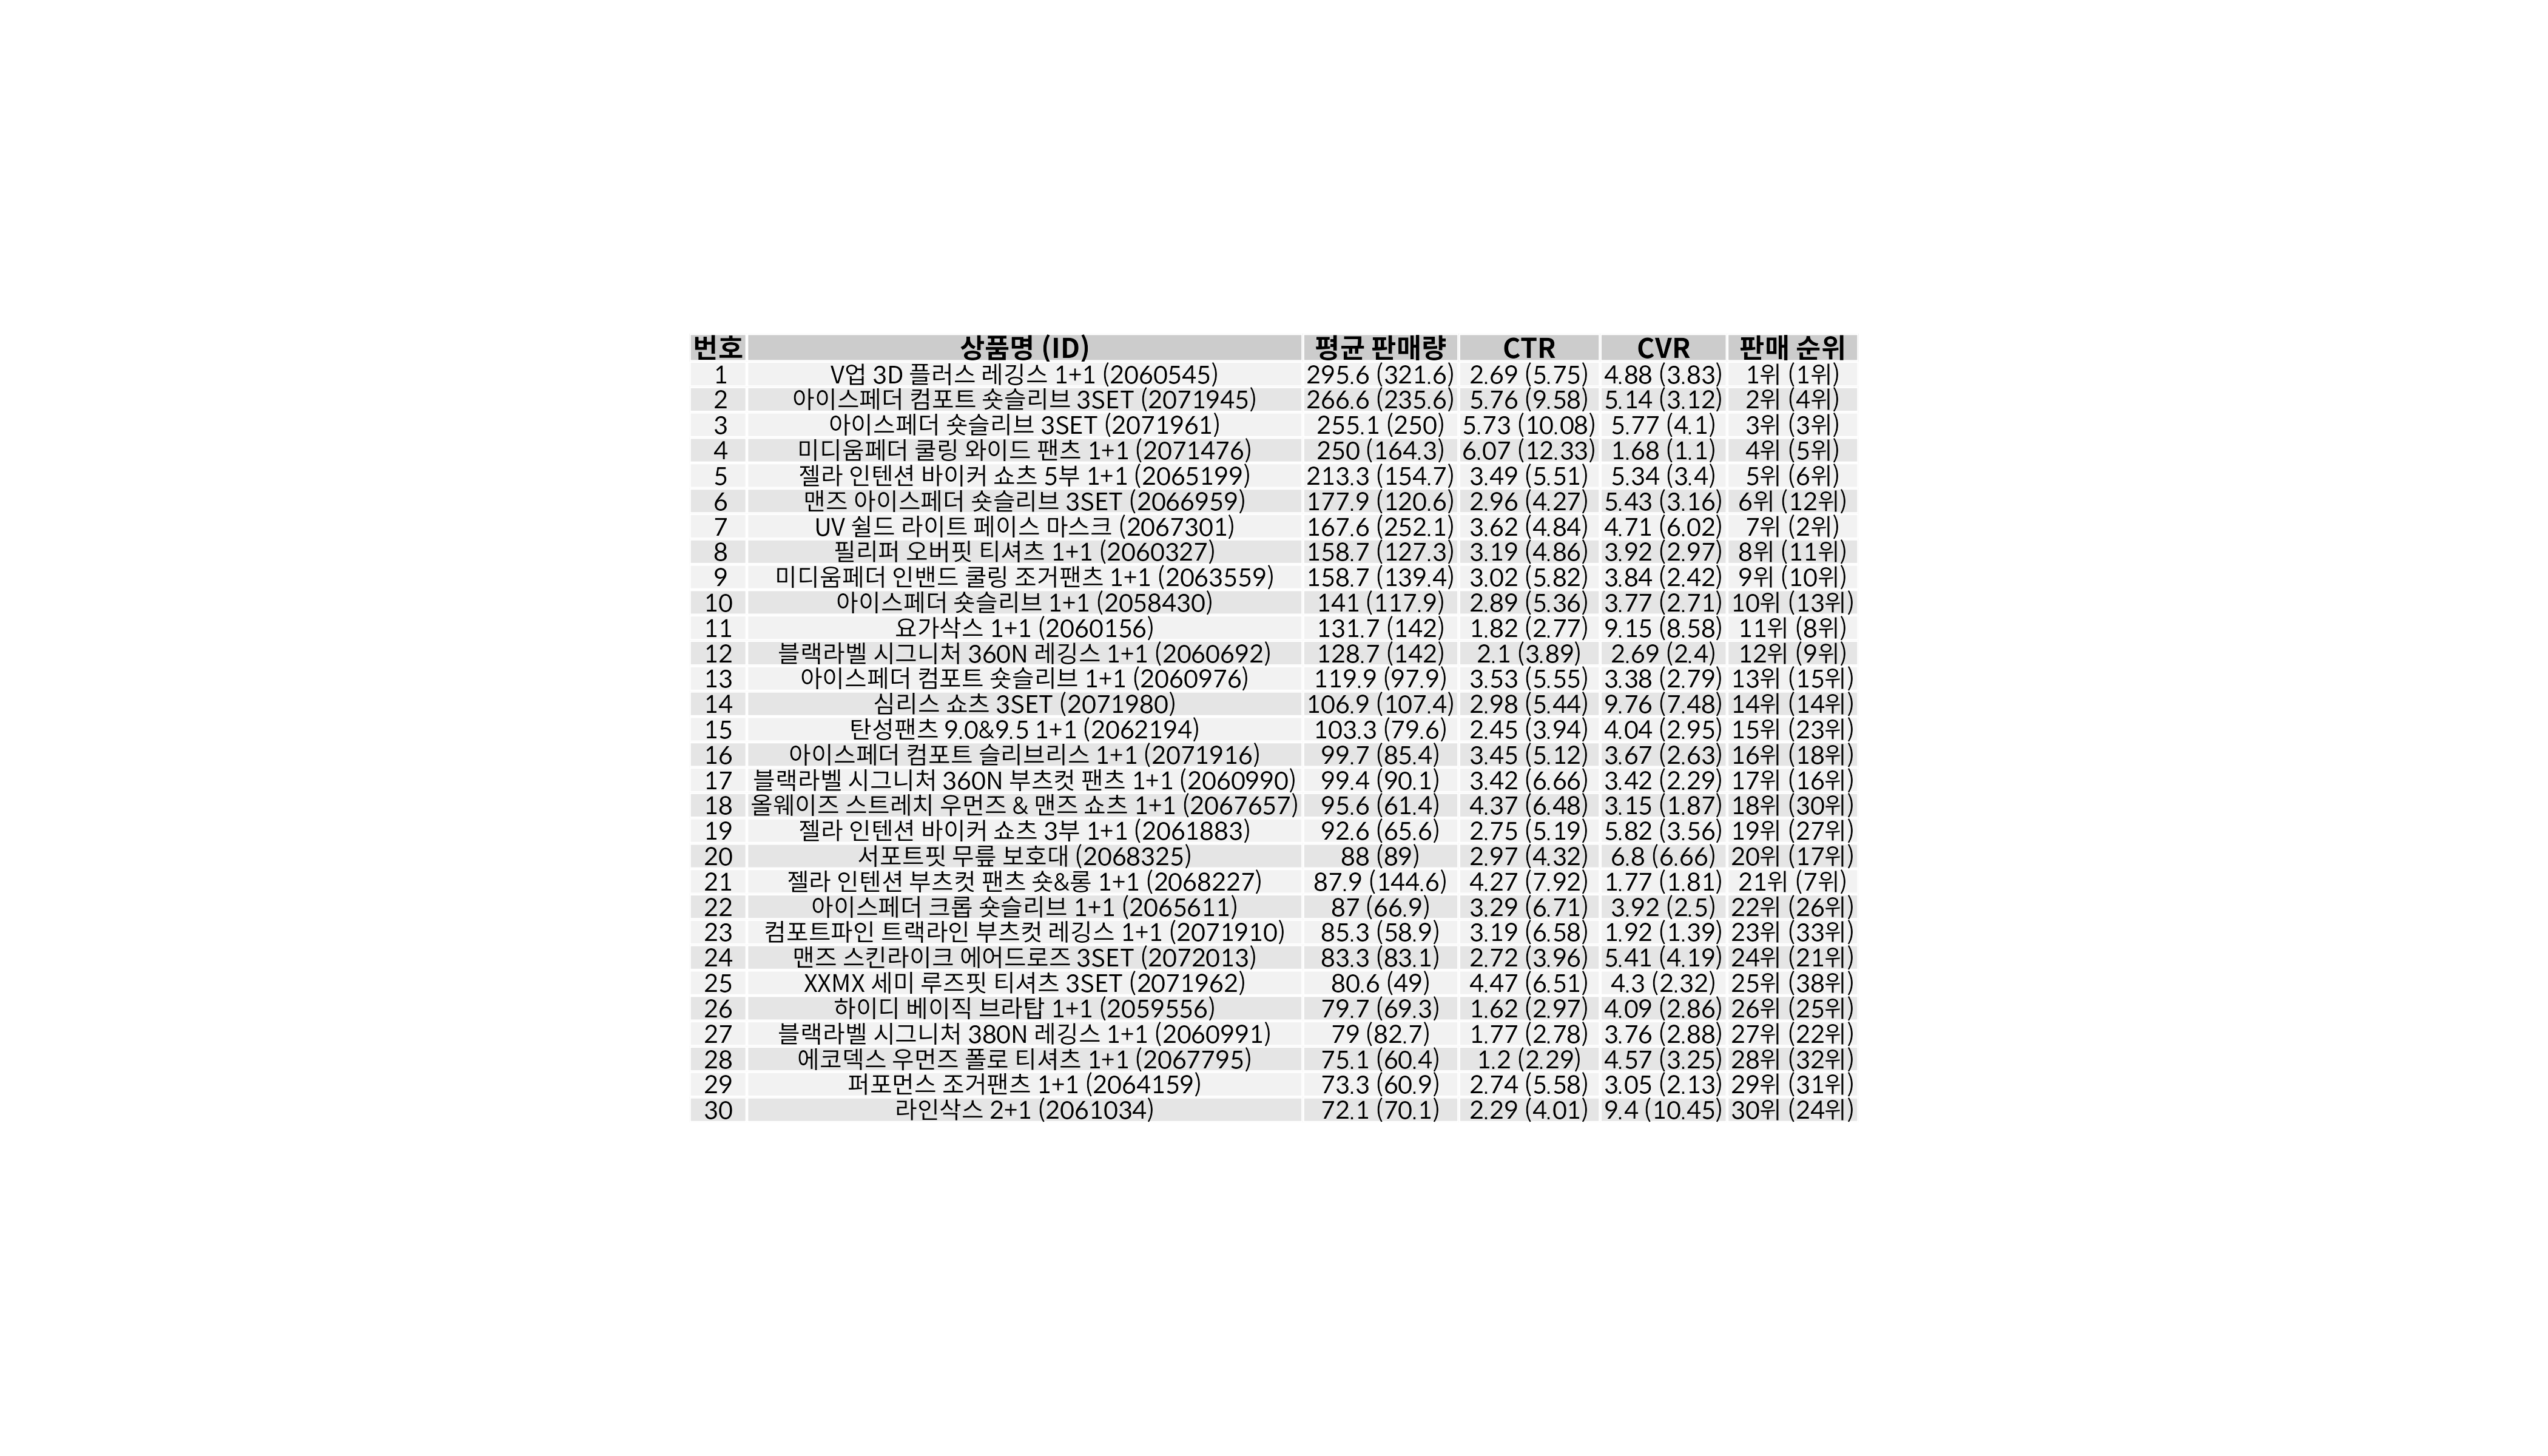 번호 상품명 (ID) 평균 판매량 CTR CVR 판매 순위
1 V업 3D 플러스 레깅스 1+1 (2060545) 295.6 (321.6) 2.69 (5.75) 4.88 (3.83) 1위 (1위)
2 아이스페더 컴포트 숏슬리브 3SET (2071945) 266.6 (235.6) 5.76 (9.58) 5.14 (3.12) 2위 (4위)
3 아이스페더 숏슬리브 3SET (2071961) 255.1 (250) 5.73 (10.08) 5.77 (4.1) 3위 (3위)
4 미디움페더 쿨링 와이드 팬츠 1+1 (2071476) 250 (164.3) 6.07 (12.33) 1.68 (1.1) 4위 (5위)
5 젤라 인텐션 바이커 쇼츠 5부 1+1 (2065199) 213.3 (154.7) 3.49 (5.51) 5.34 (3.4) 5위 (6위)
6 맨즈 아이스페더 숏슬리브 3SET (2066959) 177.9 (120.6) 2.96 (4.27) 5.43 (3.16) 6위 (12위)
7 UV 쉴드 라이트 페이스 마스크 (2067301) 167.6 (252.1) 3.62 (4.84) 4.71 (6.02) 7위 (2위)
8 필리퍼 오버핏 티셔츠 1+1 (2060327) 158.7 (127.3) 3.19 (4.86) 3.92 (2.97) 8위 (11위)
9 미디움페더 인밴드 쿨링 조거팬츠 1+1 (2063559) 158.7 (139.4) 3.02 (5.82) 3.84 (2.42) 9위 (10위)
10 아이스페더 숏슬리브 1+1 (2058430) 141 (117.9) 2.89 (5.36) 3.77 (2.71) 10위 (13위)
11 요가삭스 1+1 (2060156) 131.7 (142) 1.82 (2.77) 9.15 (8.58) 11위 (8위)
12 블랙라벨 시그니처 360N 레깅스 1+1 (2060692) 128.7 (142) 2.1 (3.89) 2.69 (2.4) 12위 (9위)
13 아이스페더 컴포트 숏슬리브 1+1 (2060976) 119.9 (97.9) 3.53 (5.55) 3.38 (2.79) 13위 (15위)
14 심리스 쇼츠 3SET (2071980) 106.9 (107.4) 2.98 (5.44) 9.76 (7.48) 14위 (14위)
15 탄성팬츠 9.0&9.5 1+1 (2062194) 103.3 (79.6) 2.45 (3.94) 4.04 (2.95) 15위 (23위)
16 아이스페더 컴포트 슬리브리스 1+1 (2071916) 99.7 (85.4) 3.45 (5.12) 3.67 (2.63) 16위 (18위)
17 블랙라벨 시그니처 360N 부츠컷 팬츠 1+1 (2060990) 99.4 (90.1) 3.42 (6.66) 3.42 (2.29) 17위 (16위)
18 올웨이즈 스트레치 우먼즈 & 맨즈 쇼츠 1+1 (2067657) 95.6 (61.4) 4.37 (6.48) 3.15 (1.87) 18위 (30위)
19 젤라 인텐션 바이커 쇼츠 3부 1+1 (2061883) 92.6 (65.6) 2.75 (5.19) 5.82 (3.56) 19위 (27위)
20 서포트핏 무릎 보호대 (2068325) 88 (89) 2.97 (4.32) 6.8 (6.66) 20위 (17위)
21 젤라 인텐션 부츠컷 팬츠 숏&롱 1+1 (2068227) 87.9 (144.6) 4.27 (7.92) 1.77 (1.81) 21위 (7위)
22 아이스페더 크롭 숏슬리브 1+1 (2065611) 87 (66.9) 3.29 (6.71) 3.92 (2.5) 22위 (26위)
23 컴포트파인 트랙라인 부츠컷 레깅스 1+1 (2071910) 85.3 (58.9) 3.19 (6.58) 1.92 (1.39) 23위 (33위)
24 맨즈 스킨라이크 에어드로즈 3SET (2072013) 83.3 (83.1) 2.72 (3.96) 5.41 (4.19) 24위 (21위)
25 XXMX 세미 루즈핏 티셔츠 3SET (2071962) 80.6 (49) 4.47 (6.51) 4.3 (2.32) 25위 (38위)
26 하이디 베이직 브라탑 1+1 (2059556) 79.7 (69.3) 1.62 (2.97) 4.09 (2.86) 26위 (25위)
27 블랙라벨 시그니처 380N 레깅스 1+1 (2060991) 79 (82.7) 1.77 (2.78) 3.76 (2.88) 27위 (22위)
28 에코덱스 우먼즈 폴로 티셔츠 1+1 (2067795) 75.1 (60.4) 1.2 (2.29) 4.57 (3.25) 28위 (32위)
29 퍼포먼스 조거팬츠 1+1 (2064159) 73.3 (60.9) 2.74 (5.58) 3.05 (2.13) 29위 (31위)
30 라인삭스 2+1 (2061034) 72.1 (70.1) 2.29 (4.01) 9.4 (10.45) 30위 (24위)